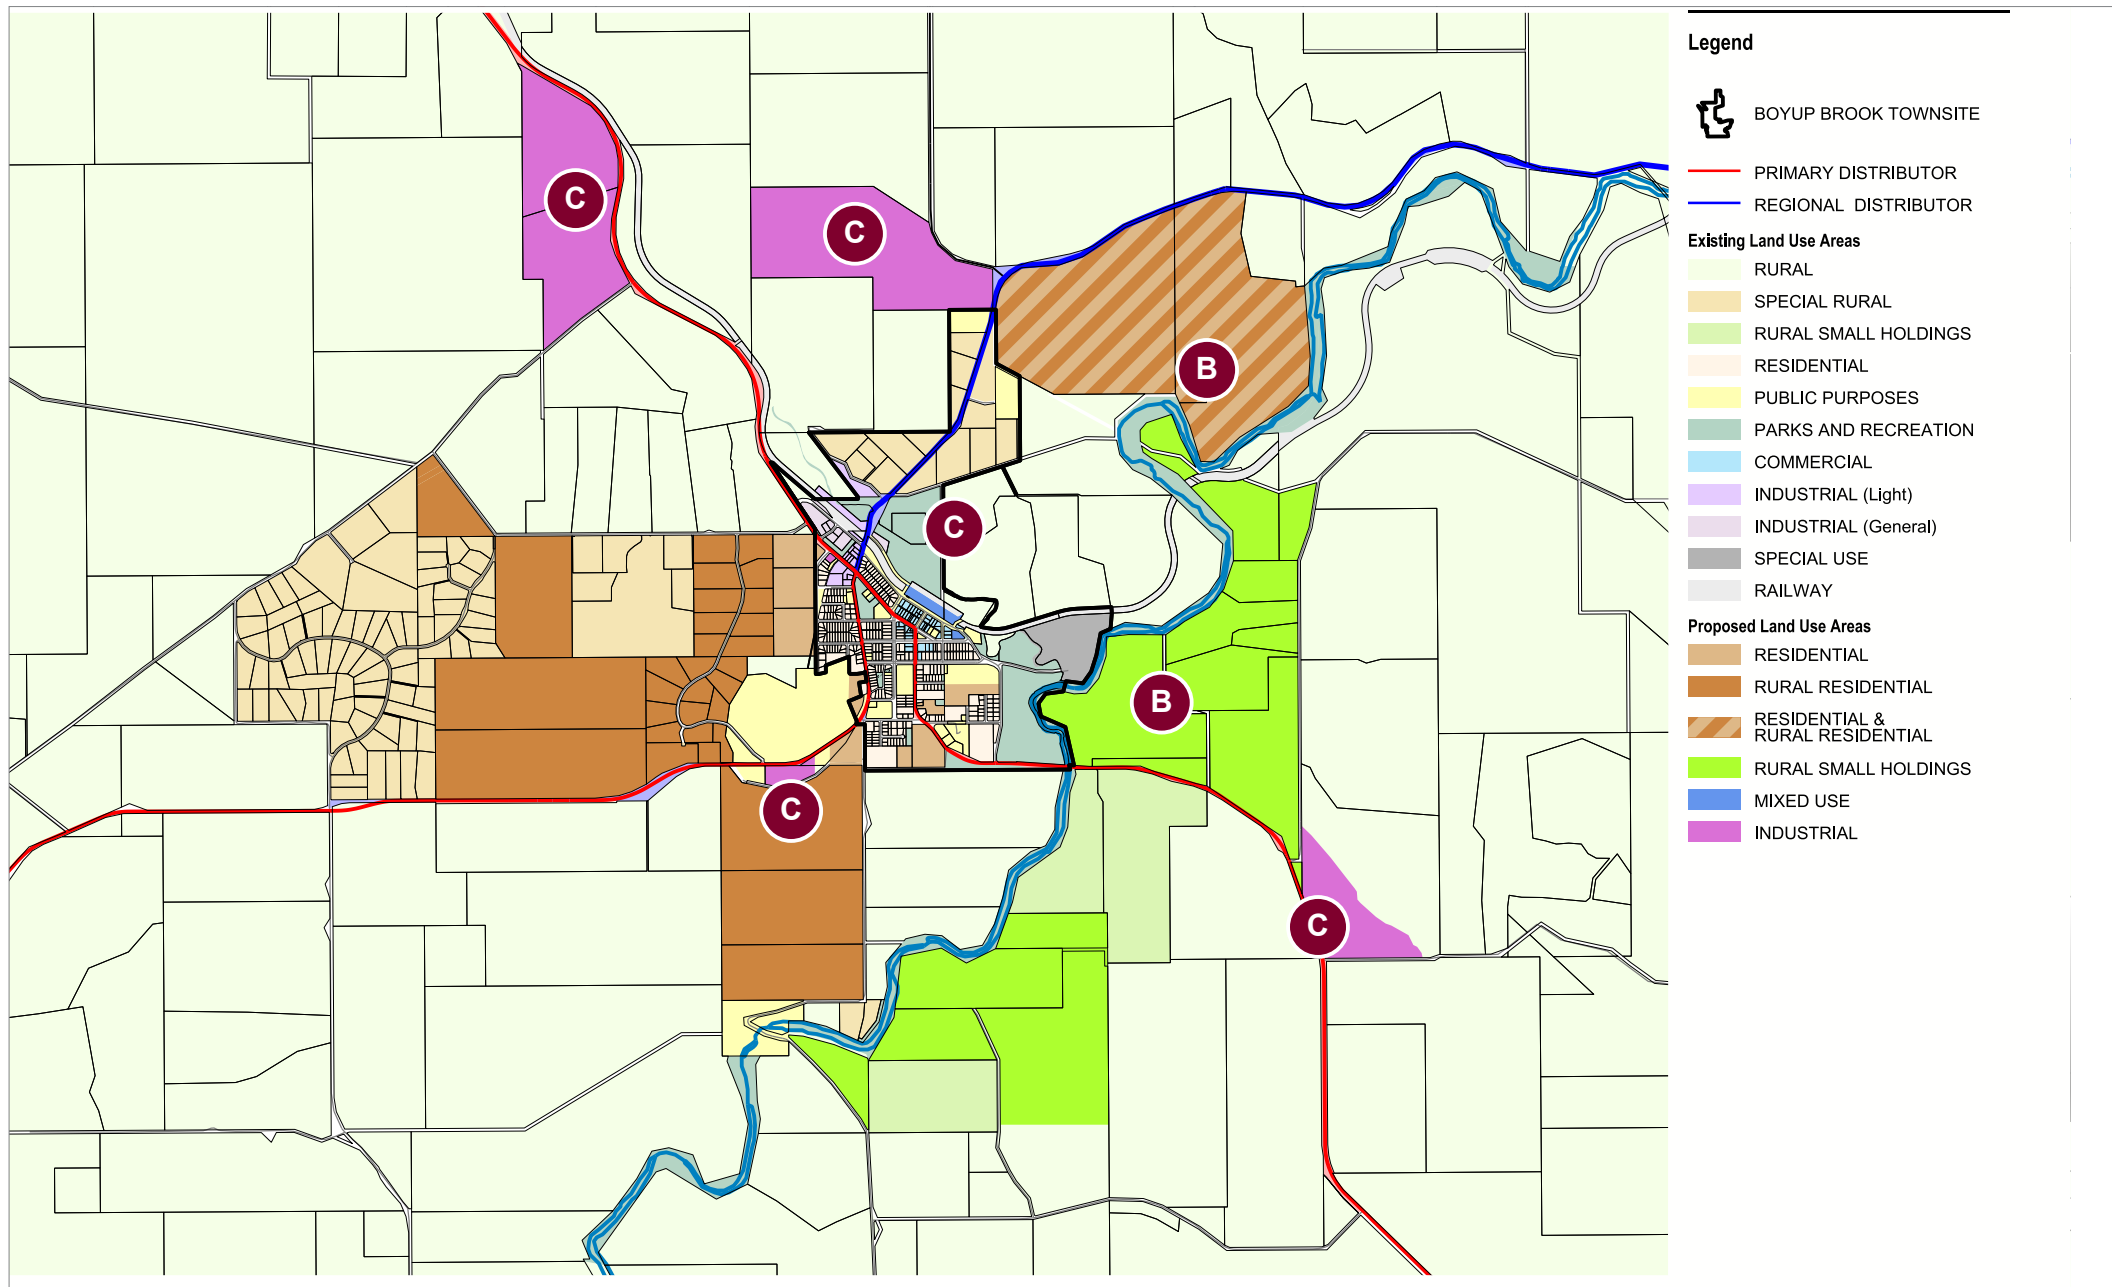 C
C
B
C
B
C
C
Legend
BOYUP BROOK TOWNSITE
PRIMARY DISTRIBUTOR
REGIONAL DISTRIBUTOR
Existing Land Use Areas
RURAL
SPECIAL RURAL
RURAL SMALL HOLDINGS
RESIDENTIAL
PUBLIC PURPOSES
PARKS AND RECREATION
COMMERCIAL
INDUSTRIAL (Light)
INDUSTRIAL (General)
SPECIAL USE
RAILWAY
Proposed Land Use Areas
RESIDENTIAL
RURAL RESIDENTIAL
RESIDENTIAL &
RURAL RESIDENTIAL
RURAL SMALL HOLDINGS
MIXED USE
INDUSTRIAL